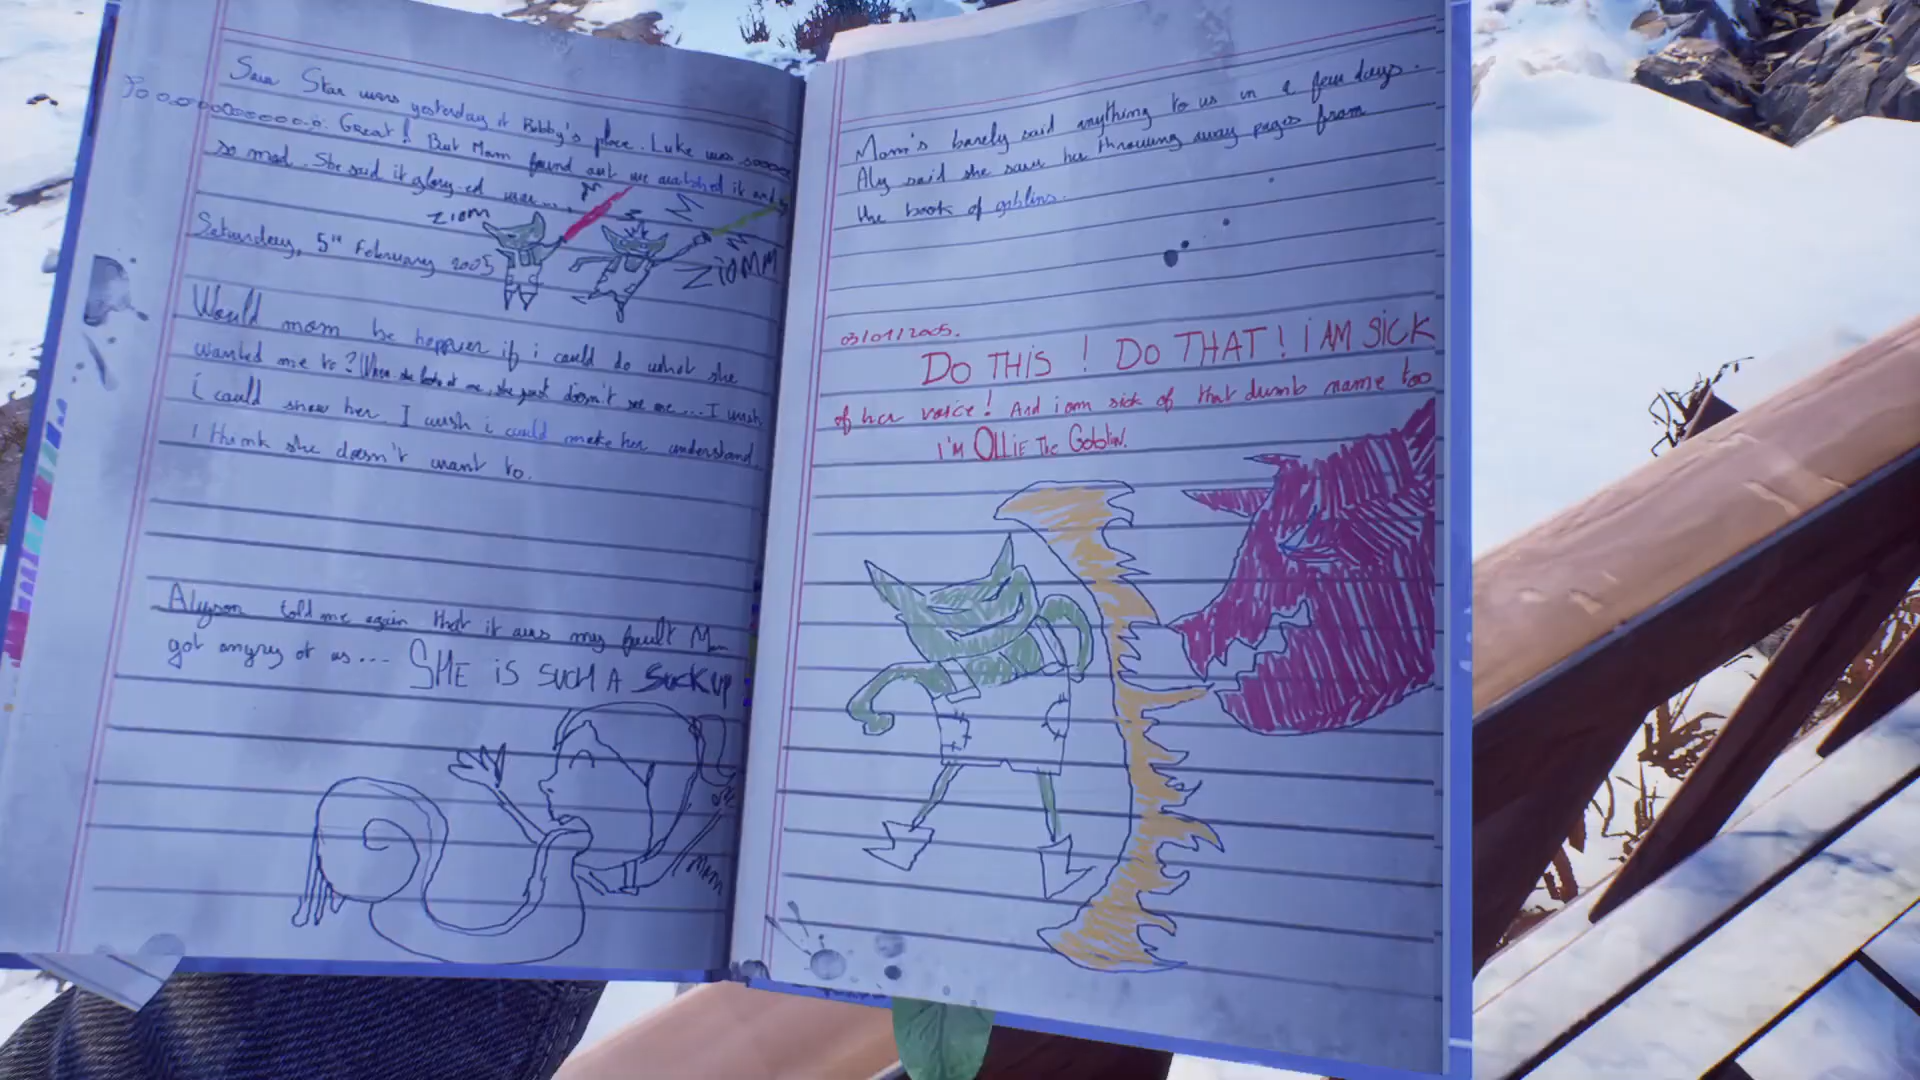 Saw Star wars yesterday at Bobby's place. Luke was soooo
oooooooooo. Great! But Mom found out we watched it and
so mad. She said it glory-ed war....
ZIOM
ZiOMM
Saturday, 5th February 2005
Would mom be happier if i could do what she
wanted me to? When she looks at me, she just doesn't see me... I wish
i could show her. I wish i could make her understand.
I think she doesn't want to.
Alyson told me again that it was my fault Mom
got angry at us... SHE iS SUCH A SUCK UP
Mom
Mom's barely said anything to us in a few days.
Aly said she saw her throwing away pages from
the book of goblins.
03/01/2005.
DO THiS! DO THAT! I AM SiCK
of her voice! And i am sick of that dumb name too
i'M OLLiE The GobLiN.